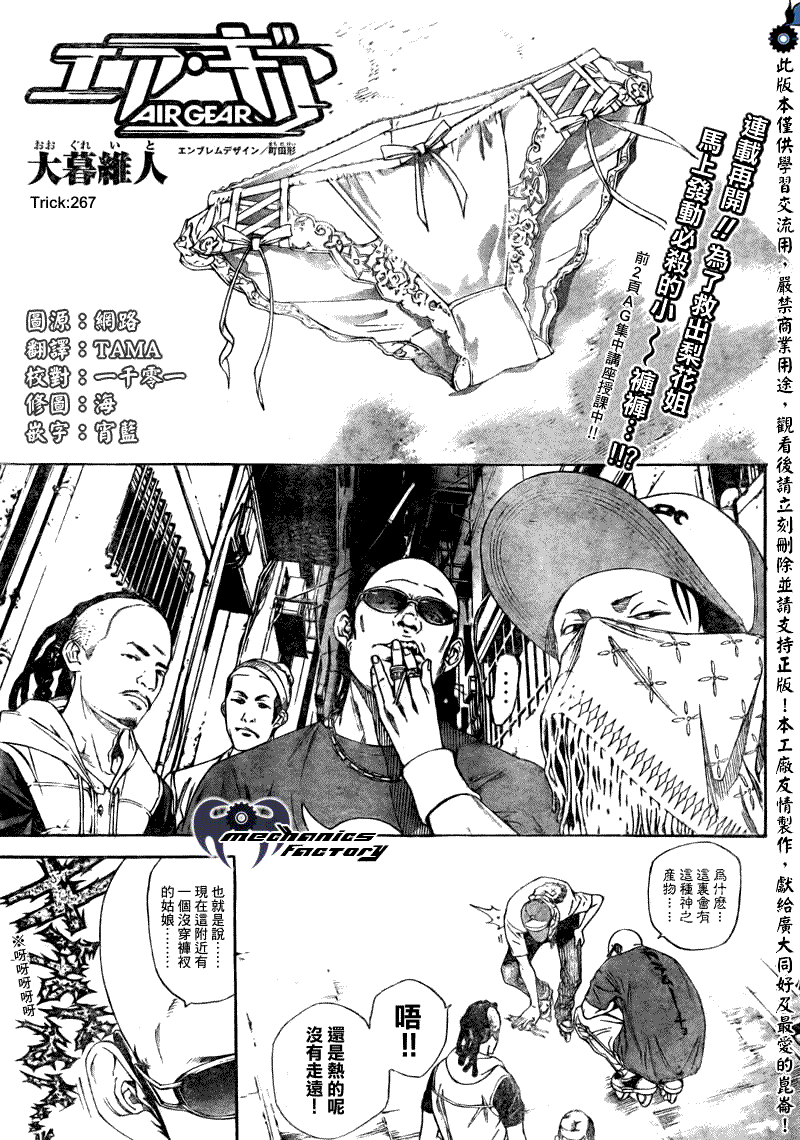 エア・ギア
AIR GEAR
おおぐれいと
大暮維人
エンブレムデザイン／町田形
Trick:267
連載再開!!為了救出梨花姐
馬上發動必殺的小～褲褲…!!?
前2頁AG集中講座授課中!!
圖源：網路
翻譯：TAMA
校對：一千零一
修圖：海
嵌字：宵藍
此版本僅供學習交流用，嚴禁商業用途，觀看後請立刻刪除並請支持正版！本工廠友情製作，獻給廣大同好及最愛的崑崙！
……
mechanics
Factory
爲什麽…
這裏會有
這種神之
産物……
唔!!
還是熱的呢
沒有走遠！
也就是說……
現在這附近有
一個沒穿褲衩
的姑娘……
※呀呀呀呀呀